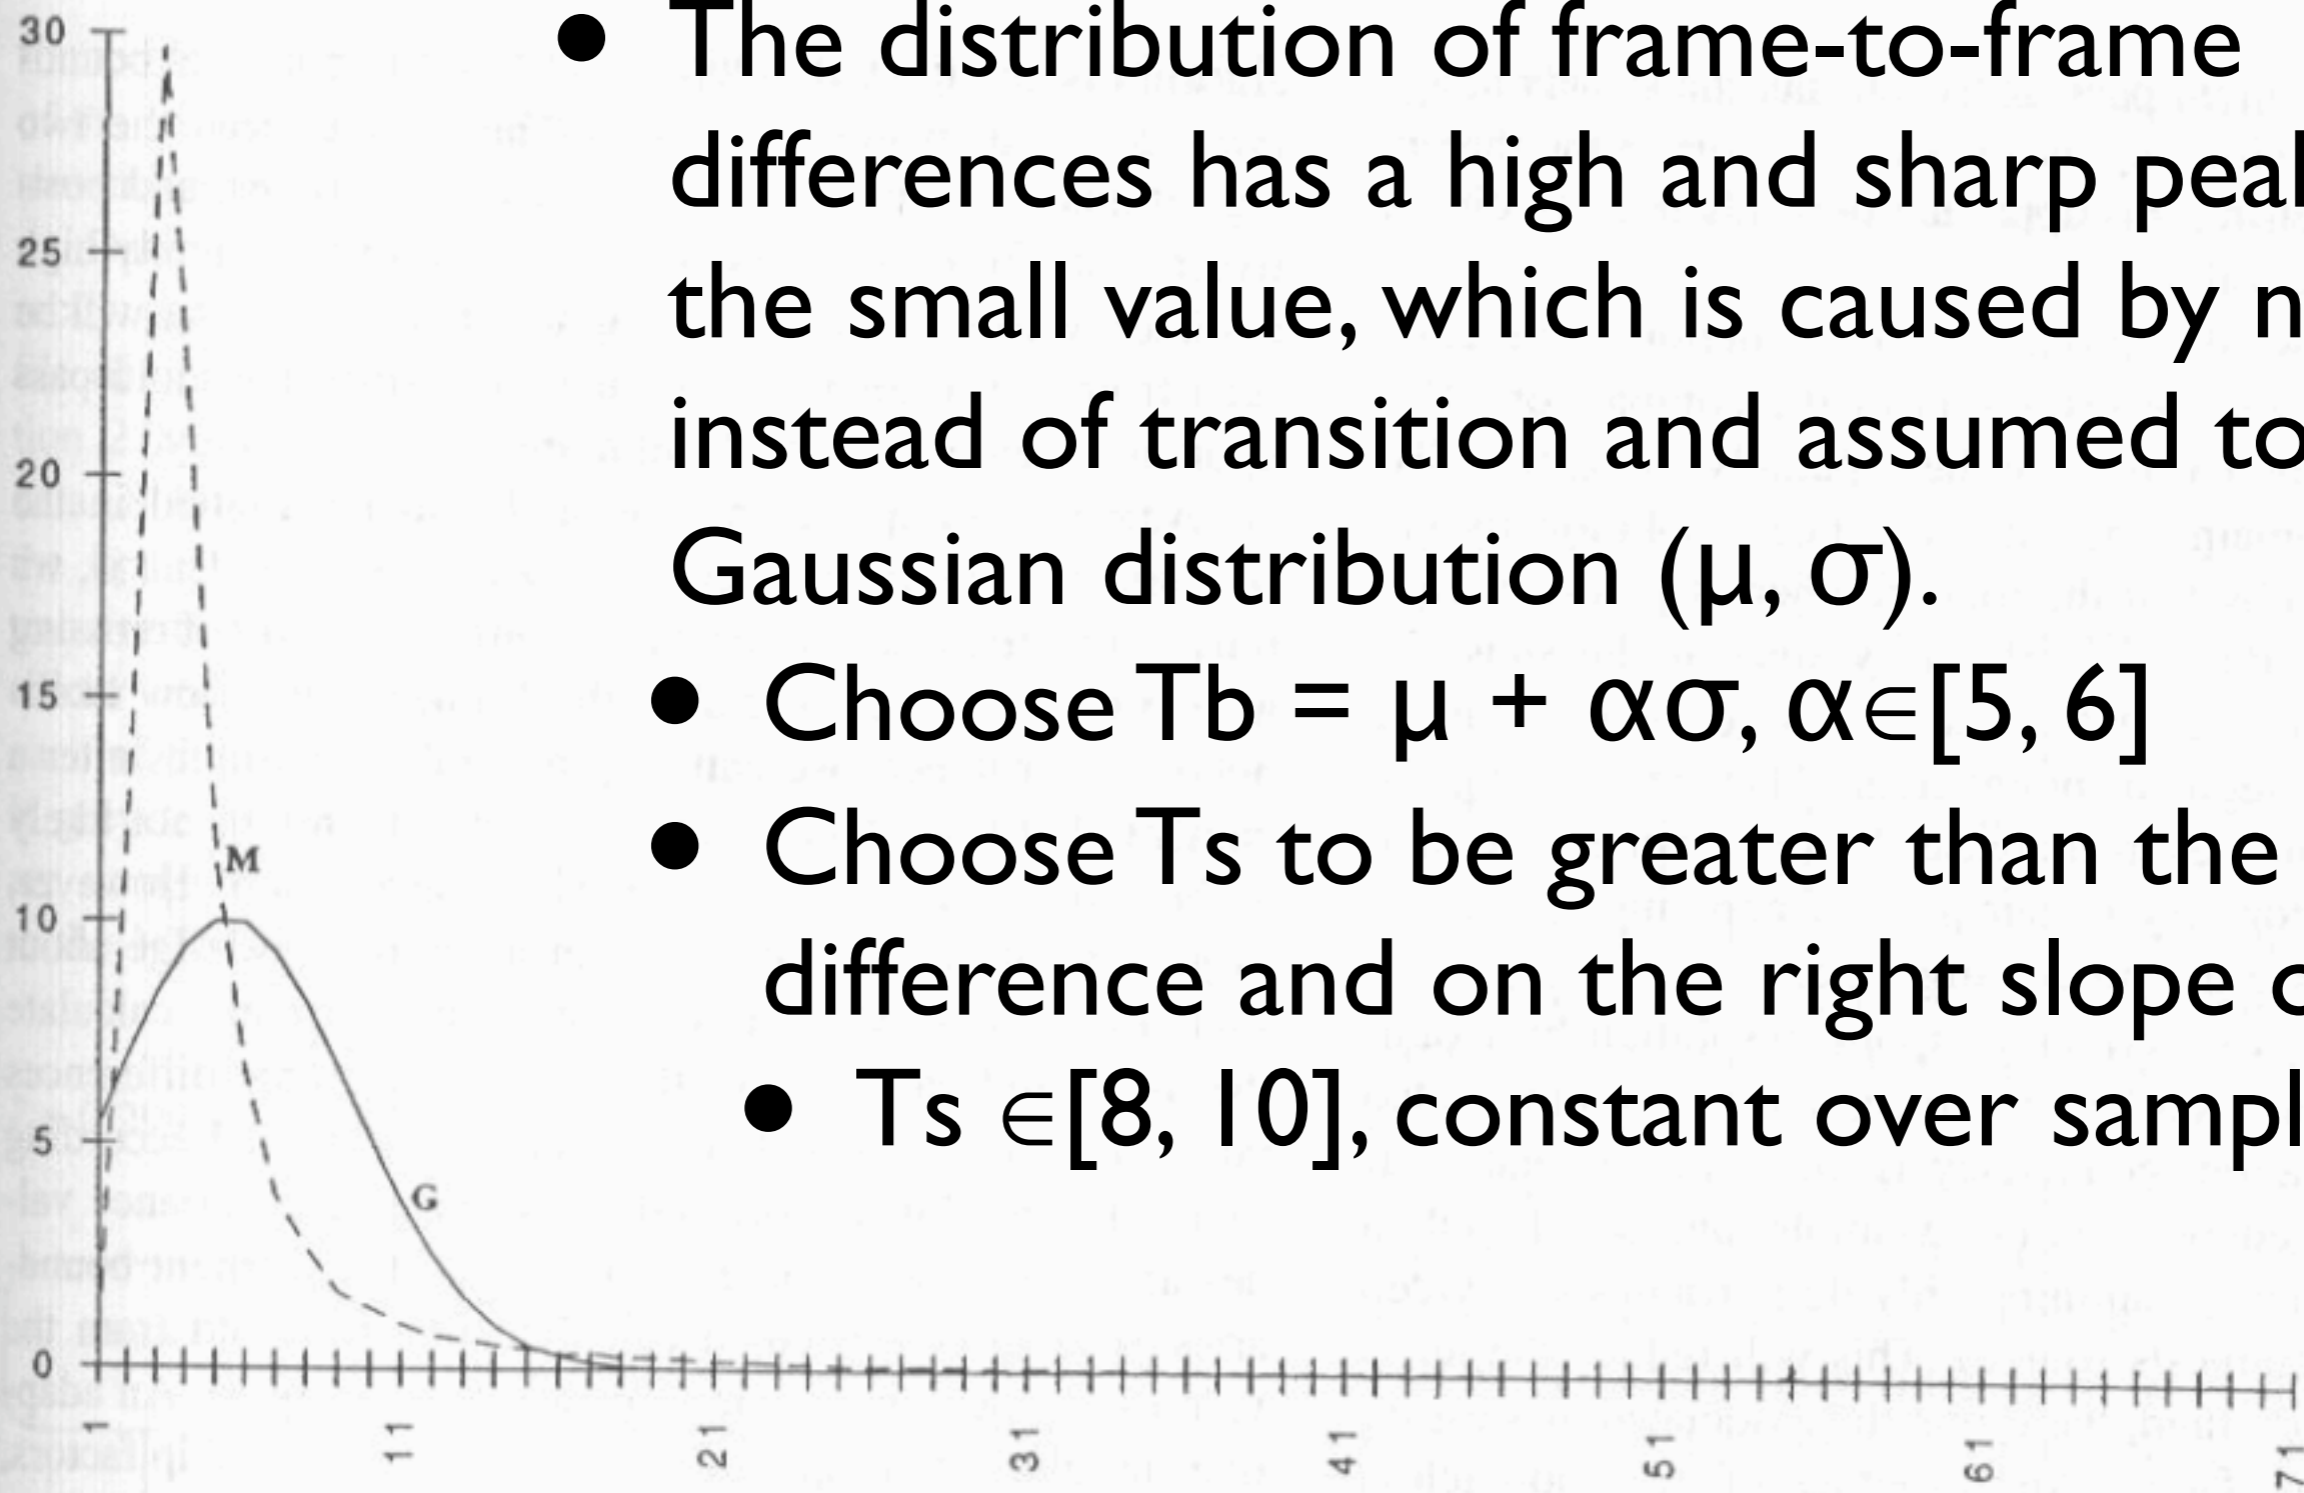 The distribution of frame-to-frame
differences has a high and sharp
the small value, which is caused by
instead of transition and assumed to
Gaussian distribution (μ, σ).
Choose Tb = μ + ασ, α∈[5, 6]
Choose Ts to be greater than the
difference and on the right slope
Ts ∈[8, 10], constant over
30
25
20
15
10
5
0
M
G
1 11 21 31 41 51 61 71